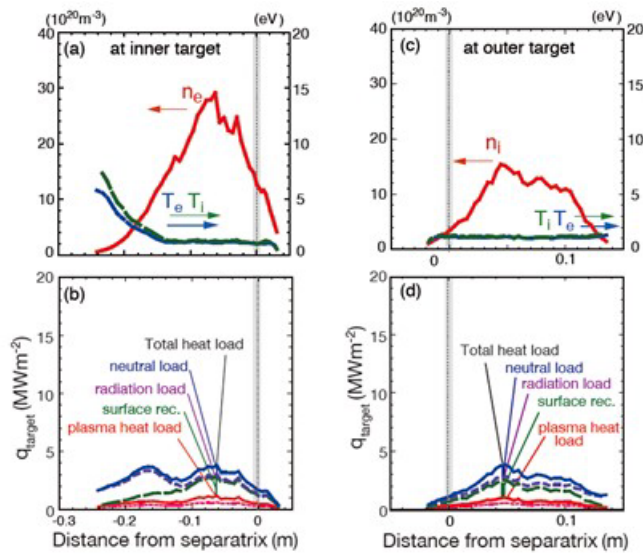 (10²⁰m⁻³) (eV)
(a) at inner target
nₑ
Tₑ Tᵢ
40
30
20
10
0
20
15
10
5
0
(10²⁰m⁻³) (eV)
(c) at outer target
nᵢ
Tᵢ Tₑ
40
30
20
10
0
20
15
10
5
0
0 0.1
(b)
q_target (MWm⁻²)
20
15
10
5
0
Total heat load
neutral load
radiation load
surface rec.
plasma heat load
-0.3 -0.2 -0.1 0
Distance from separatrix (m)
(d)
q_target (MWm⁻²)
20
15
10
5
0
Total heat load
neutral load
radiation load
surface rec.
plasma heat
load
0 0.1
Distance from separatrix (m)